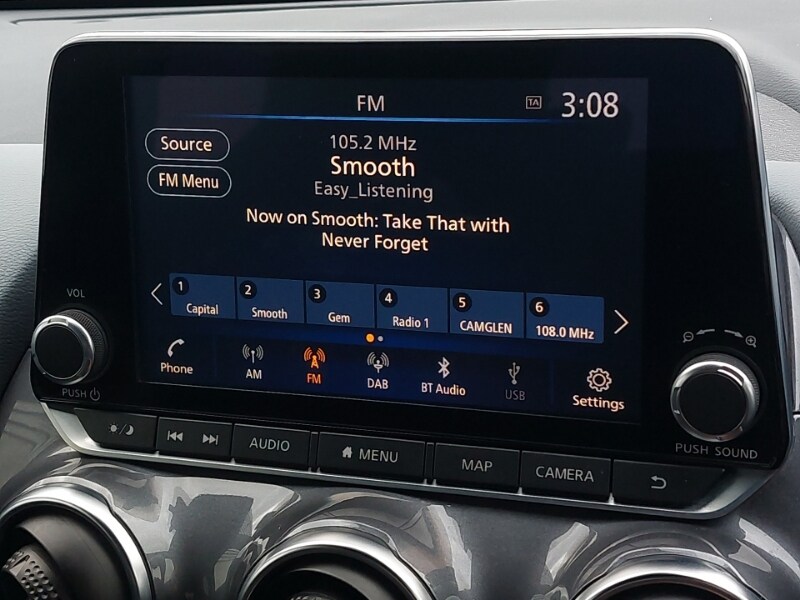 FM
TA
3:08
Source
FM Menu
105.2 MHz
Smooth
Easy_Listening
Now on Smooth: Take That with
Never Forget
1 Capital
2 Smooth
3 Gem
4 Radio 1
5 CAMGLEN
6 108.0 MHz
Phone
AM
FM
DAB
BT Audio
USB
Settings
VOL
PUSH
PUSH SOUND
AUDIO
MENU
MAP
CAMERA